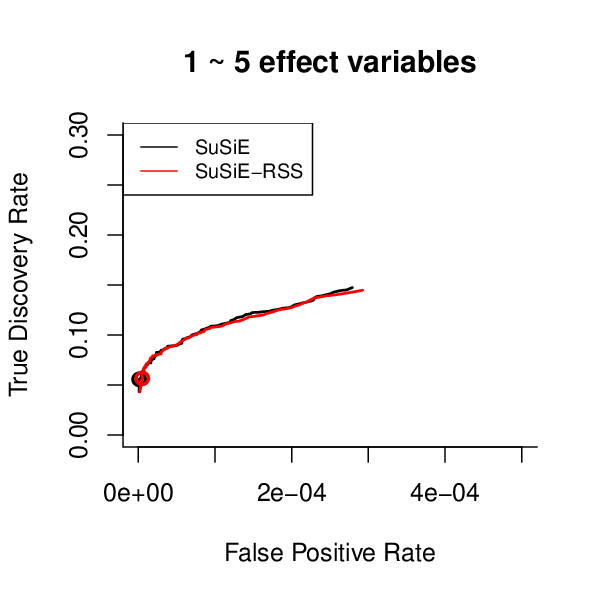 1 ~ 5 effect variables
SuSiE
SuSiE−RSS
True Discovery Rate
0.30
0.20
0.10
0.00
0e+00
2e−04
4e−04
False Positive Rate